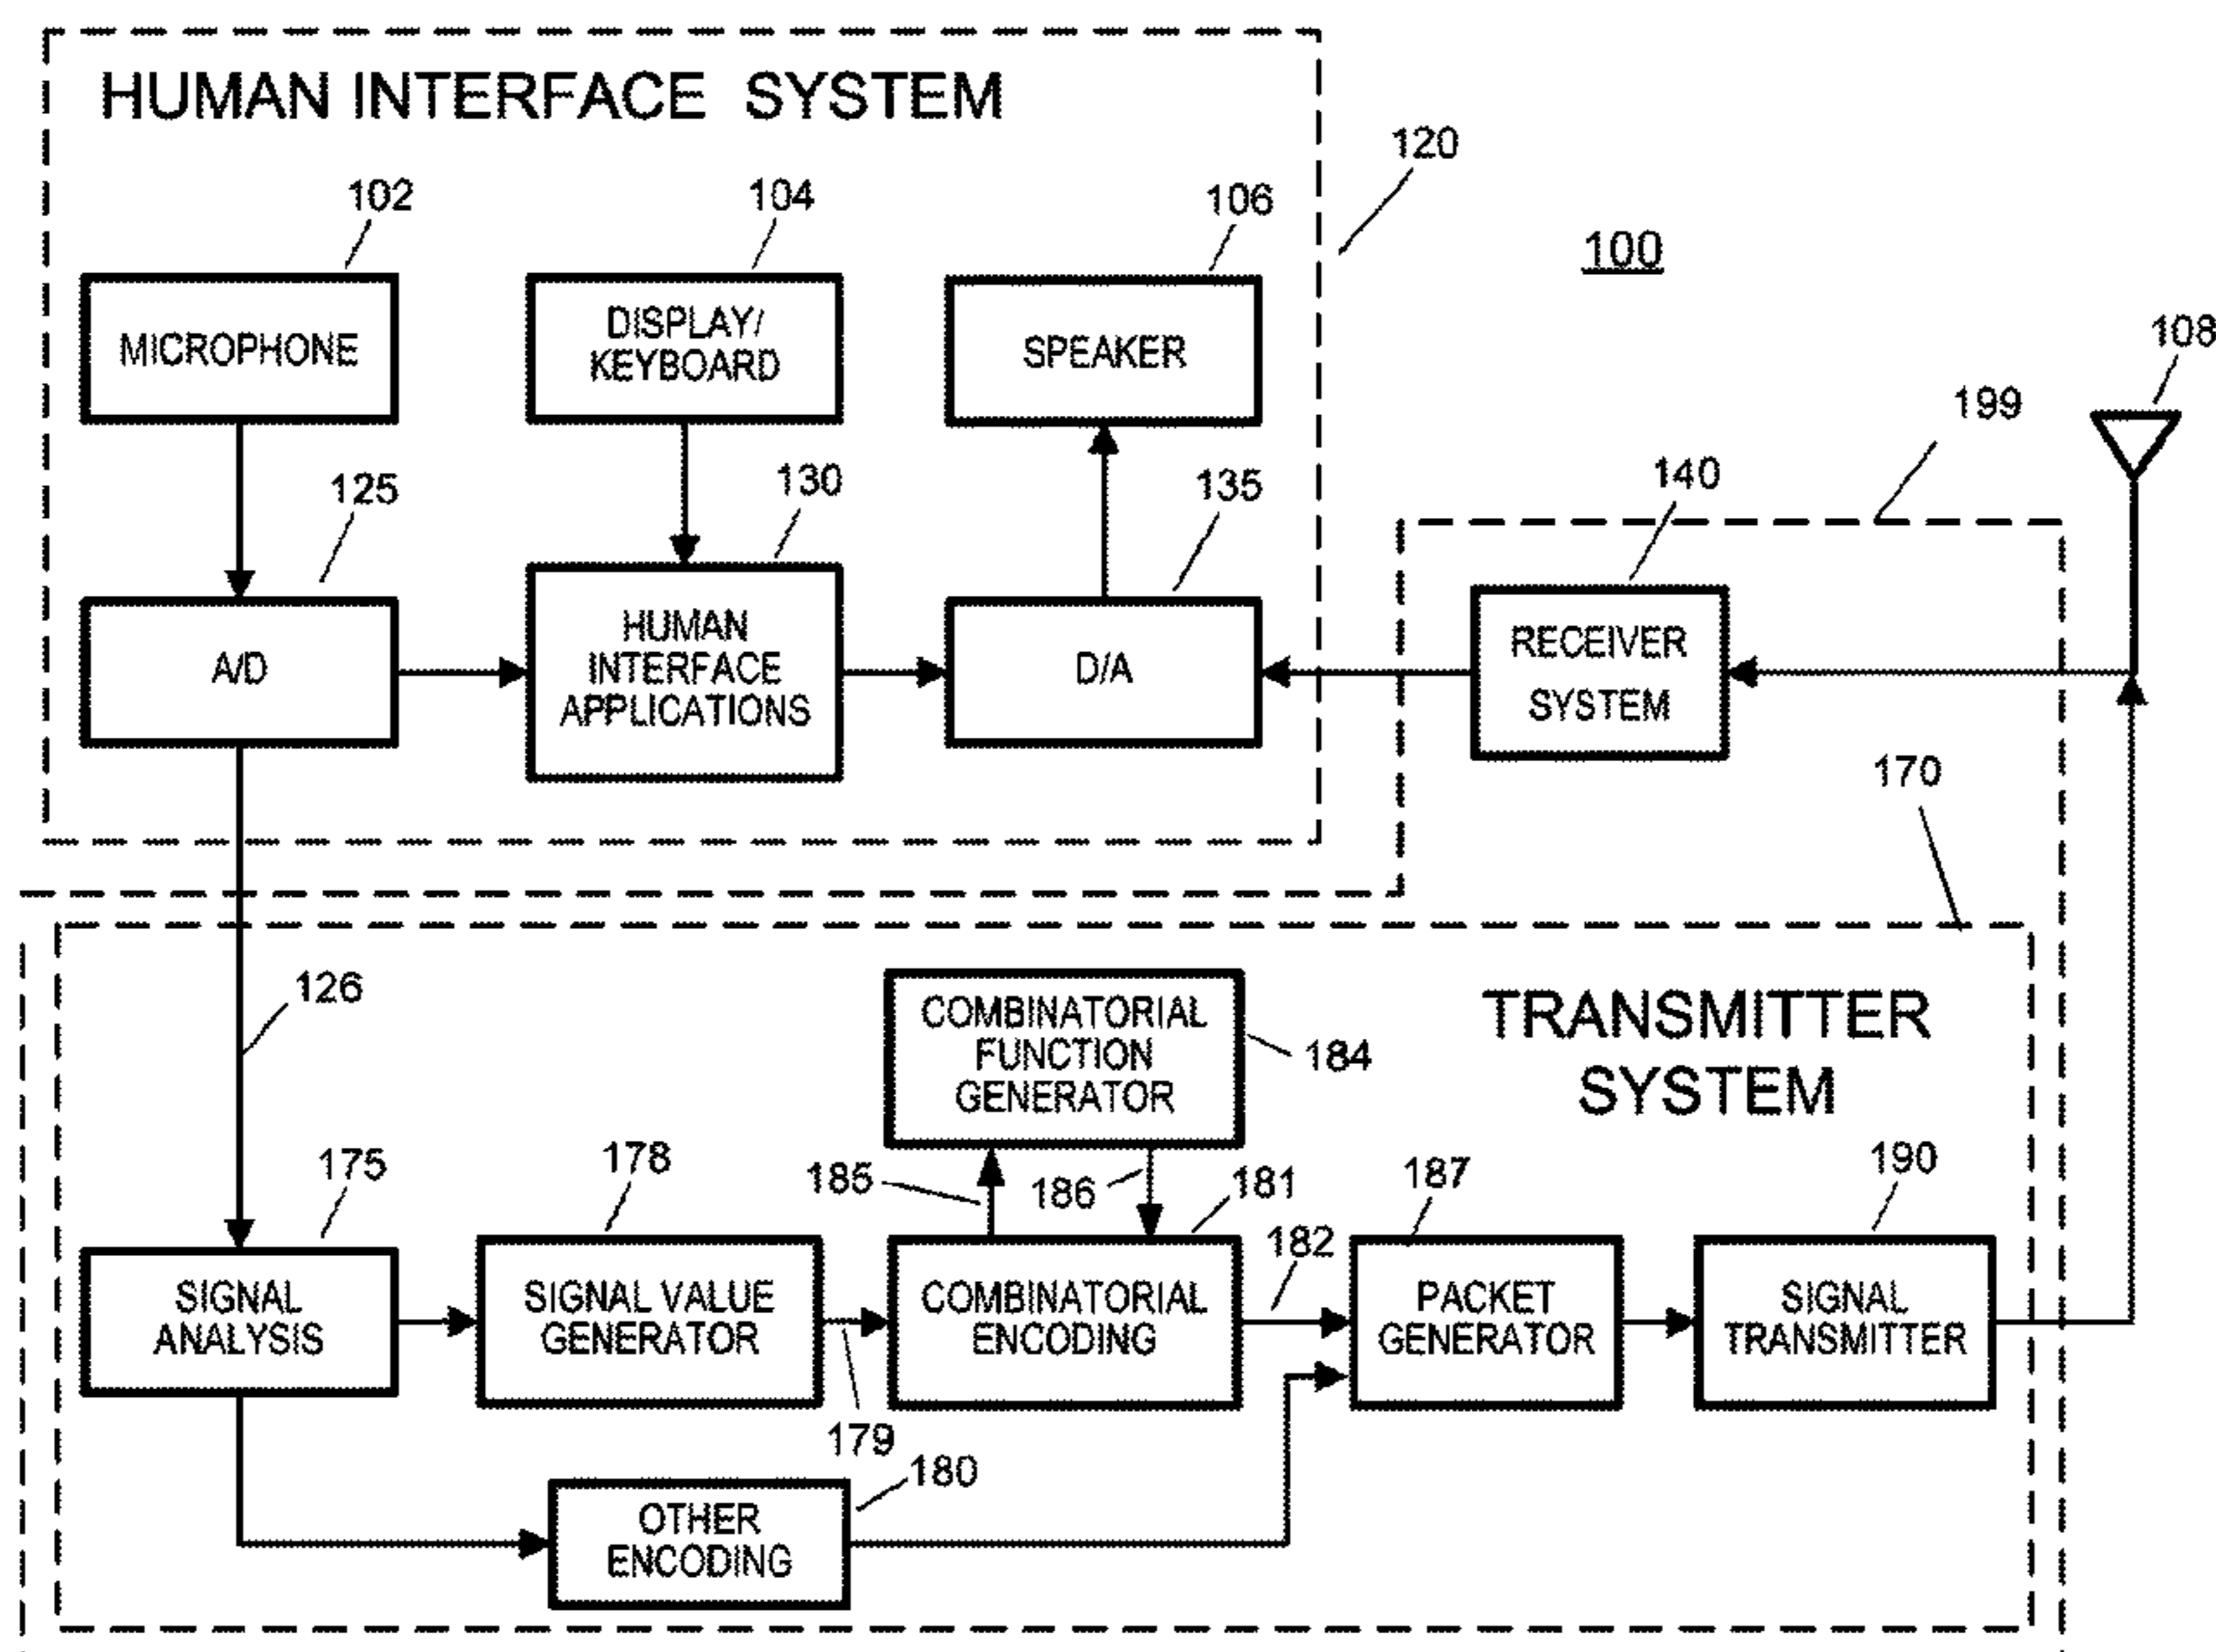 HUMAN INTERFACE SYSTEM
120
102
104
106
100
MICROPHONE
DISPLAY/
KEYBOARD
SPEAKER
108
199
125
130
135
140
A/D
HUMAN
INTERFACE
APPLICATIONS
D/A
RECEIVER
SYSTEM
170
126
COMBINATORIAL
FUNCTION
GENERATOR
184
TRANSMITTER
SYSTEM
175
178
185
186
181
182
187
190
SIGNAL
ANALYSIS
SIGNAL VALUE
GENERATOR
COMBINATORIAL
ENCODING
PACKET
GENERATOR
SIGNAL
TRANSMITTER
179
180
OTHER
ENCODING